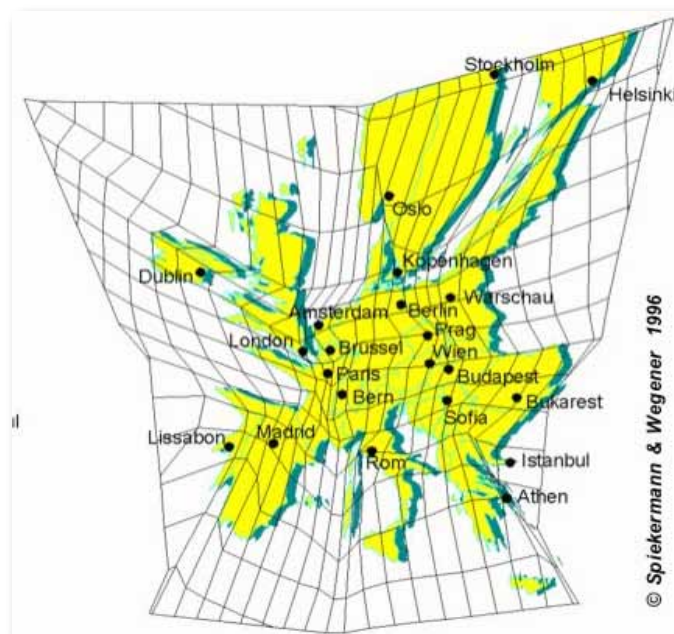 Stockholm
Helsinki
Oslo
Kopenhagen
Dublin
Berlin
Warschau
Amsterdam
Prag
London
Brüssel
Wien
Paris
Budapest
Bern
Sofia
Bukarest
Lissabon
Madrid
Rom
Istanbul
Athen
© Spiekermann & Wegener 1996